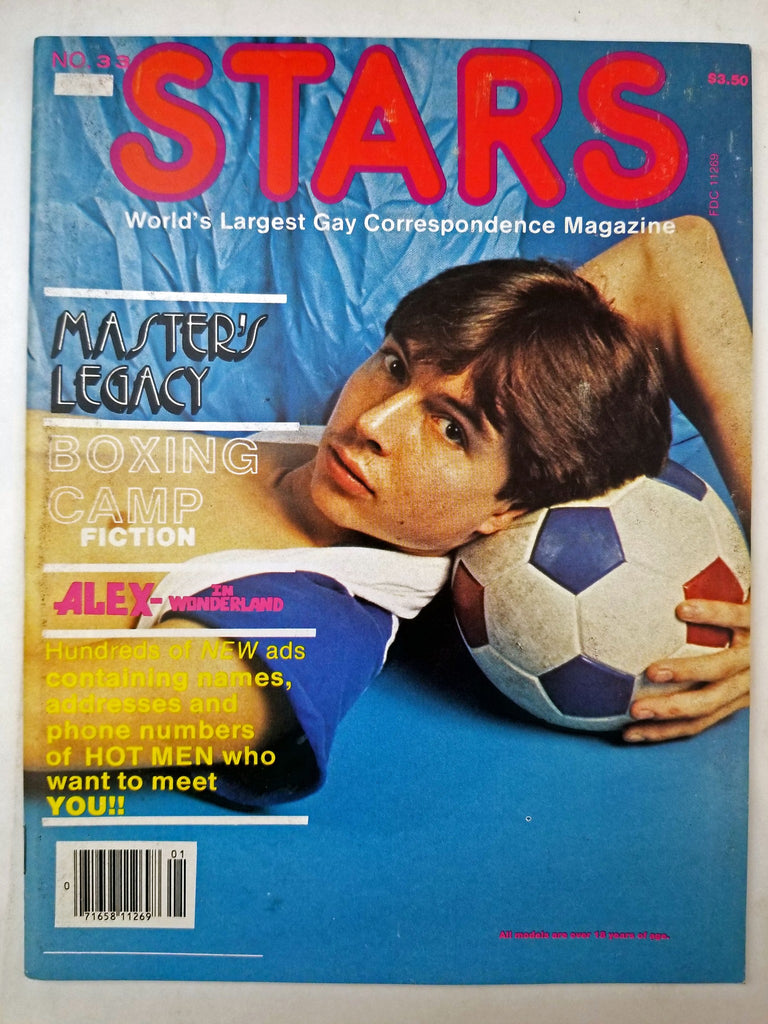 NO. 33
STARS
$3.50
FDC 11269
World's Largest Gay Correspondence Magazine
MASTER'S
LEGACY
BOXING
CAMP
FICTION
ALEX- IN
WONDERLAND
Hundreds of NEW ads
containing names,
addresses and
phone numbers
of HOT MEN who
want to meet
YOU!!
01
0 71658 11269
All models are over 18 years of age.